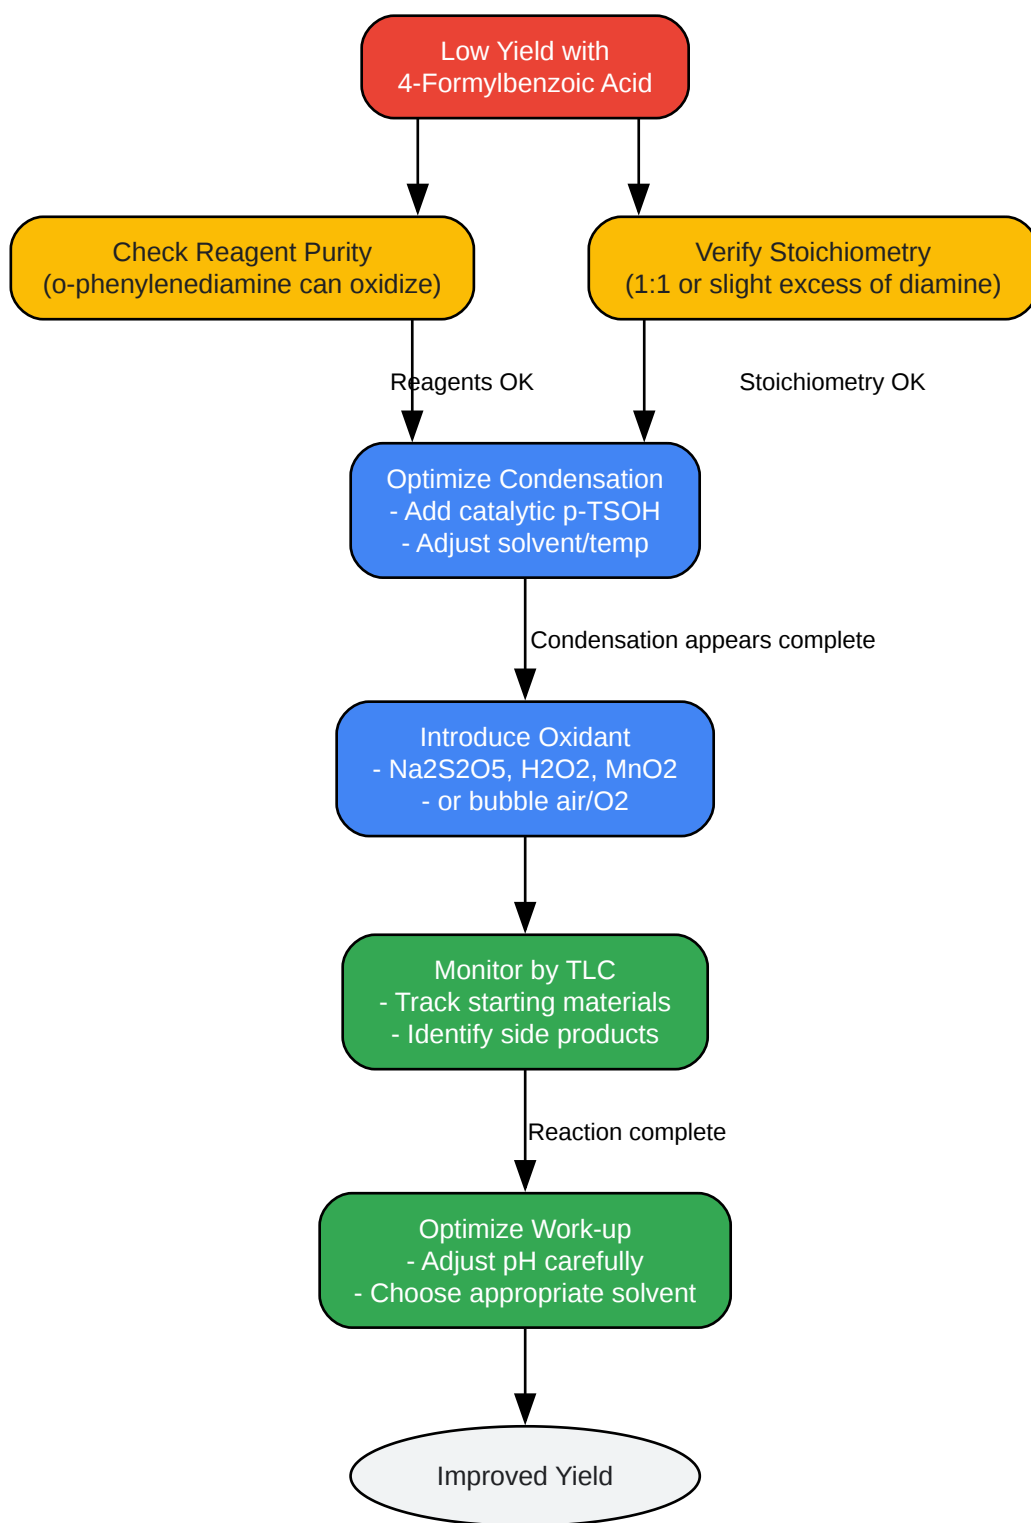 Low Yield with
4-Formylbenzoic Acid
Check Reagent Purity
(o-phenylenediamine can oxidize)
Verify Stoichiometry
(1:1 or slight excess of diamine)
Reagents OK
Stoichiometry OK
Optimize Condensation
- Add catalytic p-TSOH
- Adjust solvent/temp
Condensation appears complete
Introduce Oxidant
- Na2S2O5, H2O2, MnO2
- or bubble air/O2
Monitor by TLC
- Track starting materials
- Identify side products
Reaction complete
Optimize Work-up
- Adjust pH carefully
- Choose appropriate solvent
Improved Yield